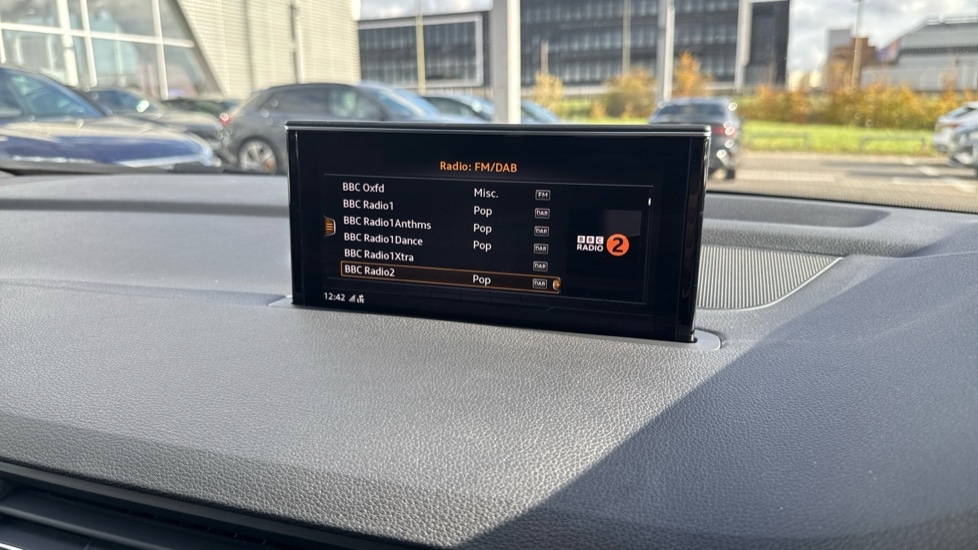 Radio: FM/DAB
BBC Oxfd Misc. FM
BBC Radio1 Pop DAB
BBC Radio1Anthms Pop DAB
BBC Radio1Dance Pop DAB
BBC Radio1Xtra DAB
BBC Radio2 Pop DAB
BBC RADIO 2
12:42 LTE